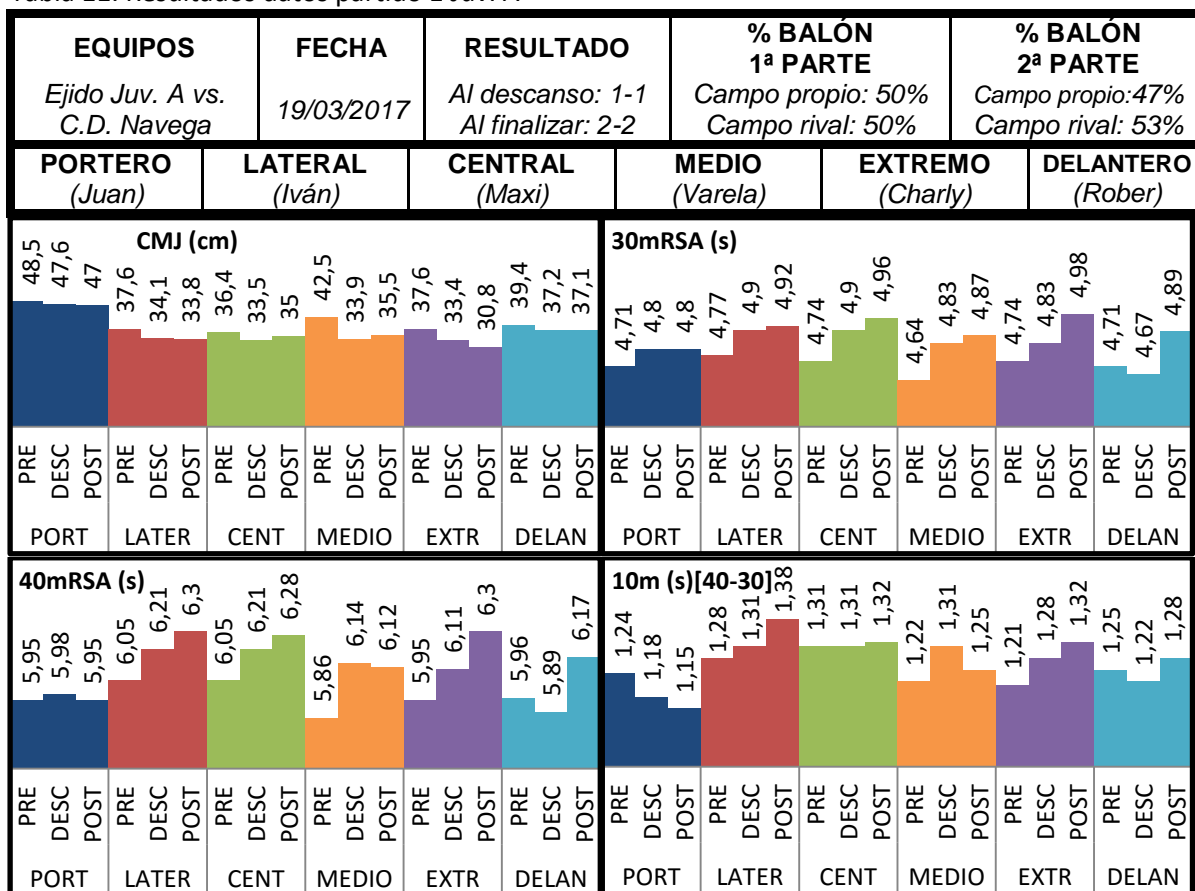 EQUIPOS FECHA RESULTADO % BALÓN 1ª PARTE % BALÓN 2ª PARTE
Ejido Juv. A vs. C.D. Navega 19/03/2017 Al descanso: 1-1 Al finalizar: 2-2 Campo propio: 50% Campo rival: 50% Campo propio:47% Campo rival: 53%
PORTERO LATERAL CENTRAL MEDIO EXTREMO DELANTERO
(Juan) (Iván) (Maxi) (Varela) (Charly) (Rober)
CMJ (cm)
48,5 47,6 47 37,6 34,1 33,8 36,4 33,5 35 42,5 33,9 35,5 37,6 33,4 30,8 39,4 37,2 37,1
PRE DESC POST PRE DESC POST PRE DESC POST PRE DESC POST PRE DESC POST PRE DESC POST
PORT LATER CENT MEDIO EXTR DELAN
30mRSA (s)
4,71 4,8 4,8 4,77 4,9 4,92 4,74 4,9 4,96 4,64 4,83 4,87 4,74 4,83 4,98 4,71 4,67 4,89
PRE DESC POST PRE DESC POST PRE DESC POST PRE DESC POST PRE DESC POST PRE DESC POST
PORT LATER CENT MEDIO EXTR DELAN
40mRSA (s)
5,95 5,98 5,95 6,05 6,21 6,3 6,05 6,21 6,28 5,86 6,14 6,12 5,95 6,11 6,3 5,96 5,89 6,17
PRE DESC POST PRE DESC POST PRE DESC POST PRE DESC POST PRE DESC POST PRE DESC POST
PORT LATER CENT MEDIO EXTR DELAN
10m (s)[40-30]
1,24 1,18 1,15 1,28 1,31 1,38 1,31 1,31 1,32 1,22 1,31 1,25 1,21 1,28 1,32 1,25 1,22 1,28
PRE DESC POST PRE DESC POST PRE DESC POST PRE DESC POST PRE DESC POST PRE DESC POST
PORT LATER CENT MEDIO EXTR DELAN